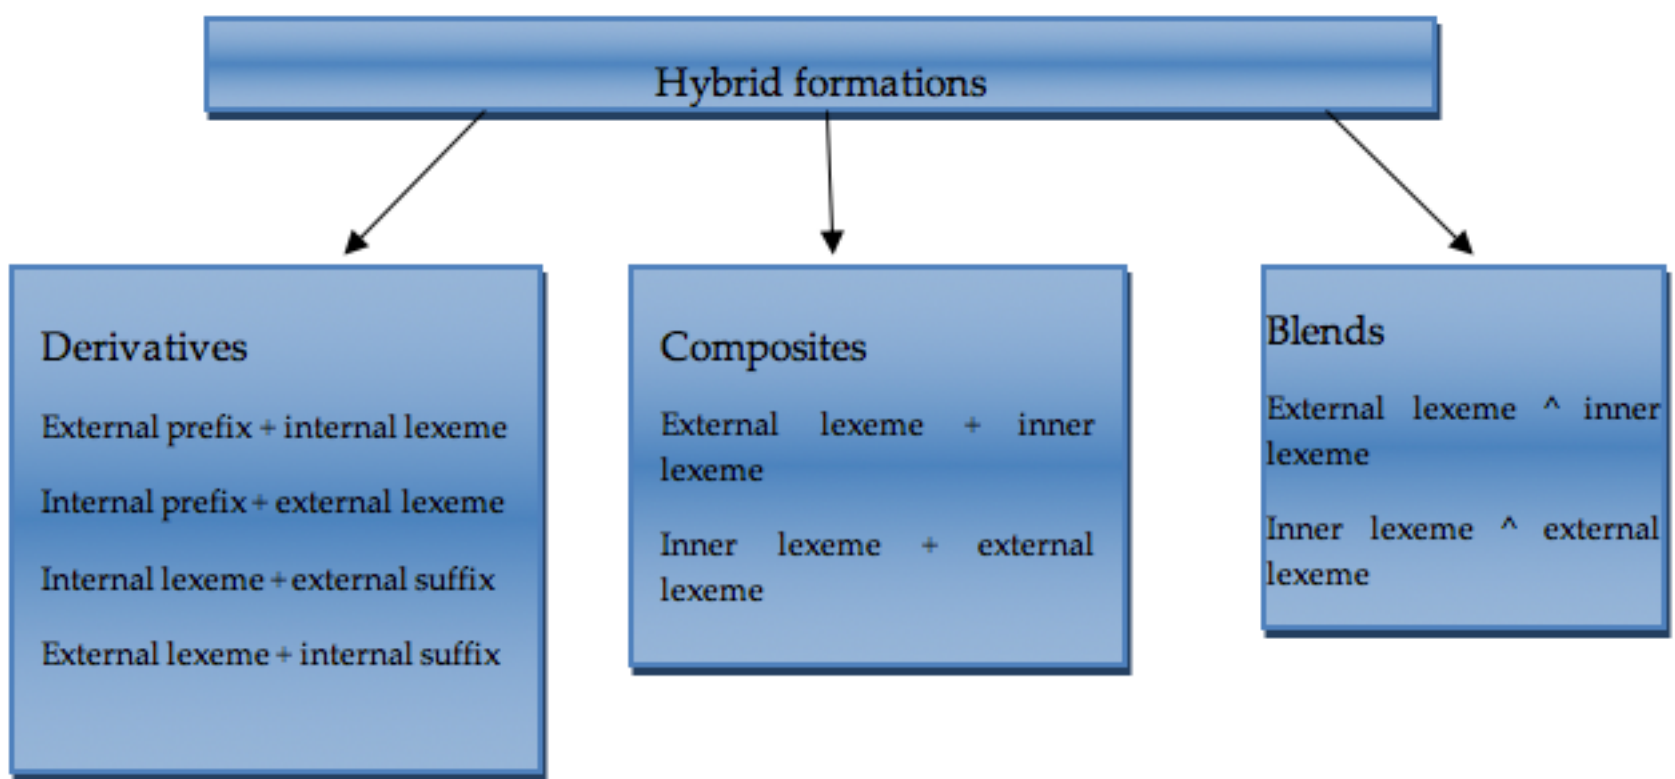 Hybrid formations
Derivatives
External prefix + internal lexeme
Internal prefix + external lexeme
Internal lexeme + external suffix
External lexeme + internal suffix
Composites
External lexeme + inner
lexeme
Inner lexeme + external
lexeme
Blends
External lexeme ^ inner
lexeme
Inner lexeme ^ external
lexeme